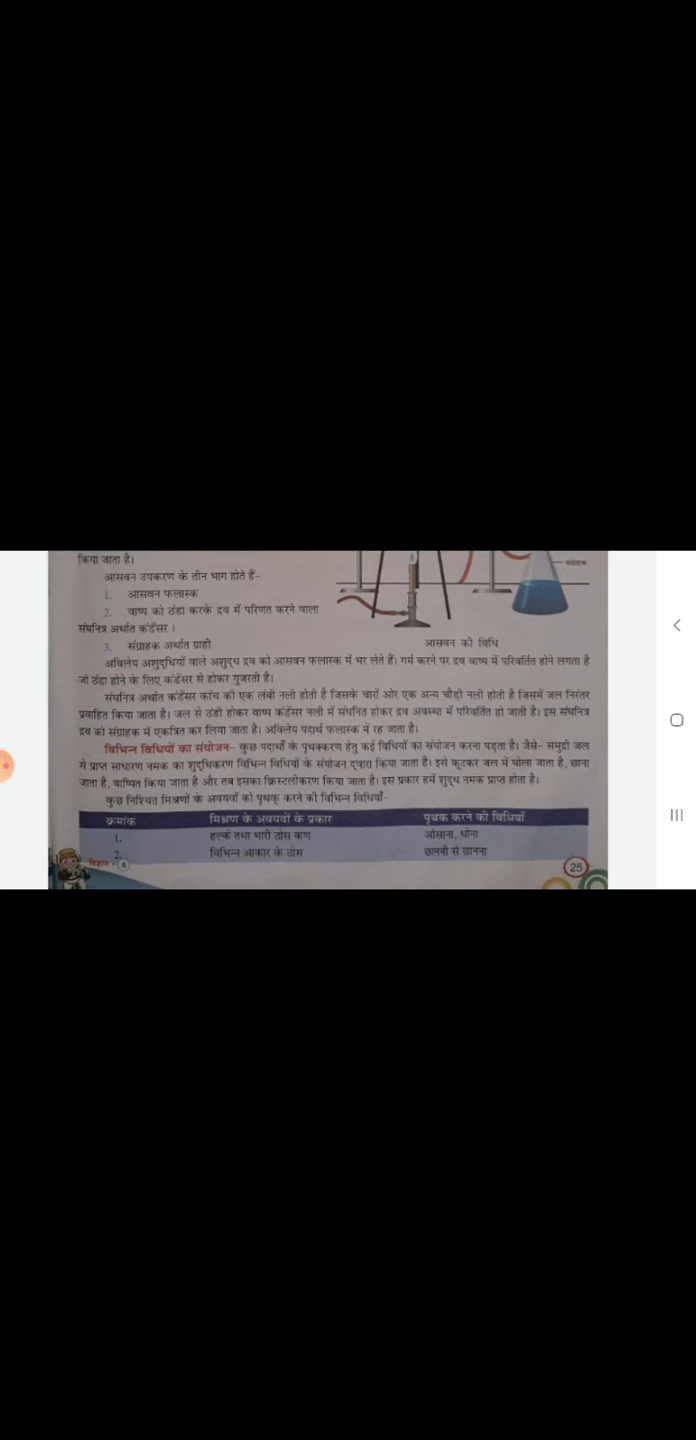 किया जाता है।
आसवन उपकरण के तीन भाग होते हैं-
1. आसवन फ्लास्क
2. वाष्प को ठंडा करके द्रव में परिणत करने वाला
संघनित्र अर्थात कंडेंसर ।
3. संग्राहक अर्थात ग्राही
संग्राहक
आसवन की विधि
अविलेय अशुद्धियों वाले अशुद्ध द्रव को आसवन फ्लास्क में भर लेते हैं। गर्म करने पर द्रव वाष्प में परिवर्तित होने लगता है
जो ठंडा होने के लिए कंडेंसर से होकर गुजरती है।
संघनित्र अर्थात कंडेंसर कांच की एक लंबी नली होती है जिसके चारों ओर एक अन्य चौड़ी नली होती है जिसमें जल निरंतर
प्रवाहित किया जाता है। जल से ठंडी होकर वाष्प कंडेंसर नली में संघनित होकर द्रव अवस्था में परिवर्तित हो जाती है। इस संघनित्र
द्रव को संग्राहक में एकत्रित कर लिया जाता है। अविलेय पदार्थ फ्लास्क में रह जाता है।
विभिन्न विधियों का संयोजन- कुछ पदार्थों के पृथक्करण हेतु कई विधियों का संयोजन करना पड़ता है। जैसे- समुद्री जल
से प्राप्त साधारण नमक का शुद्धिकरण विभिन्न विधियों के संयोजन द्वारा किया जाता है। इसे कूटकर जल में घोला जाता है, छाना
जाता है, वाष्पित किया जाता है और तब इसका क्रिस्टलीकरण किया जाता है। इस प्रकार हमें शुद्ध नमक प्राप्त होता है।
कुछ निश्चित मिश्रणों के अवयवों को पृथक् करने की विभिन्न विधियाँ-
क्रमांक मिश्रण के अवयवों के प्रकार पृथक करने की विधियाँ
1. हल्के तथा भारी ठोस कण ओसाना, धोना
2. विभिन्न आकार के ठोस छलनी से छानना
विज्ञान - 6
25